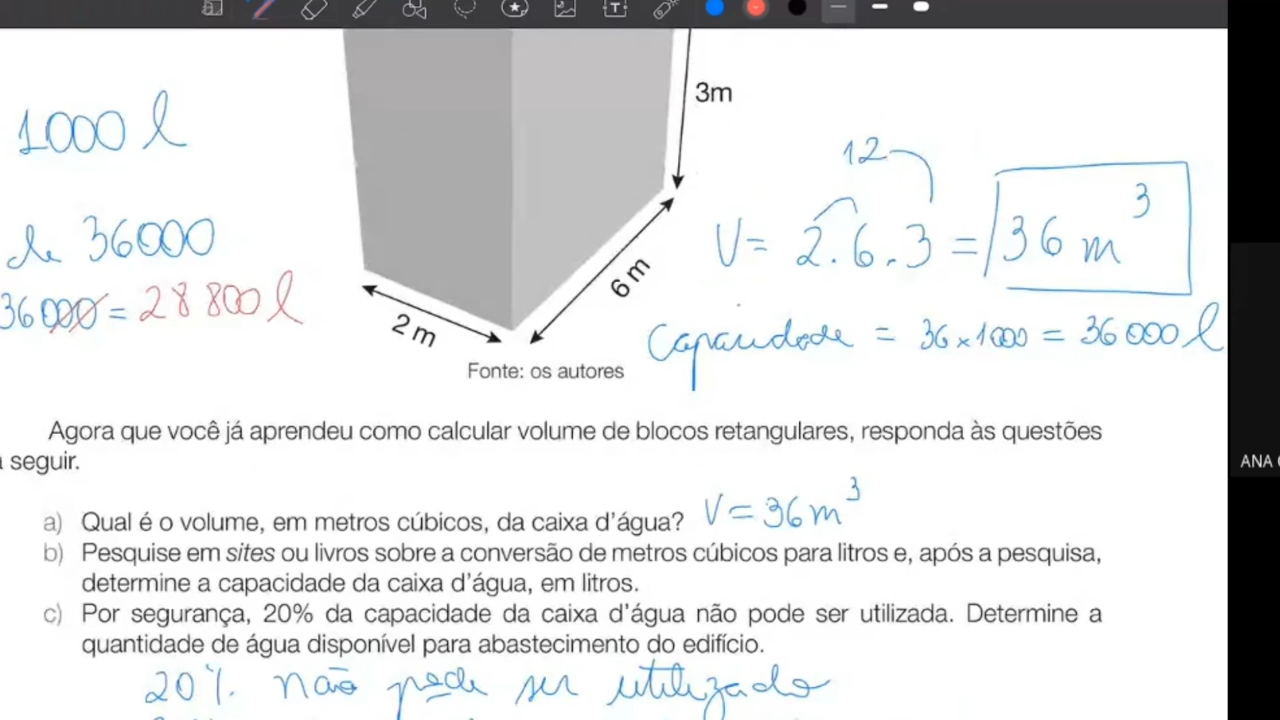 1000 l
3m
12
V = 2.6.3 = 36 m³
de 36000
36000 = 28 800 l
6 m
2 m
capacidade = 36 x 1000 = 36 000 l
Fonte: os autores
Agora que você já aprendeu como calcular volume de blocos retangulares, responda às questões
a seguir.
a) Qual é o volume, em metros cúbicos, da caixa d'água? V = 36 m³
b) Pesquise em sites ou livros sobre a conversão de metros cúbicos para litros e, após a pesquisa,
determine a capacidade da caixa d'água, em litros.
ANA
c) Por segurança, 20% da capacidade da caixa d'água não pode ser utilizada. Determine a
quantidade de água disponível para abastecimento do edifício.
20% não pode ser utilizado